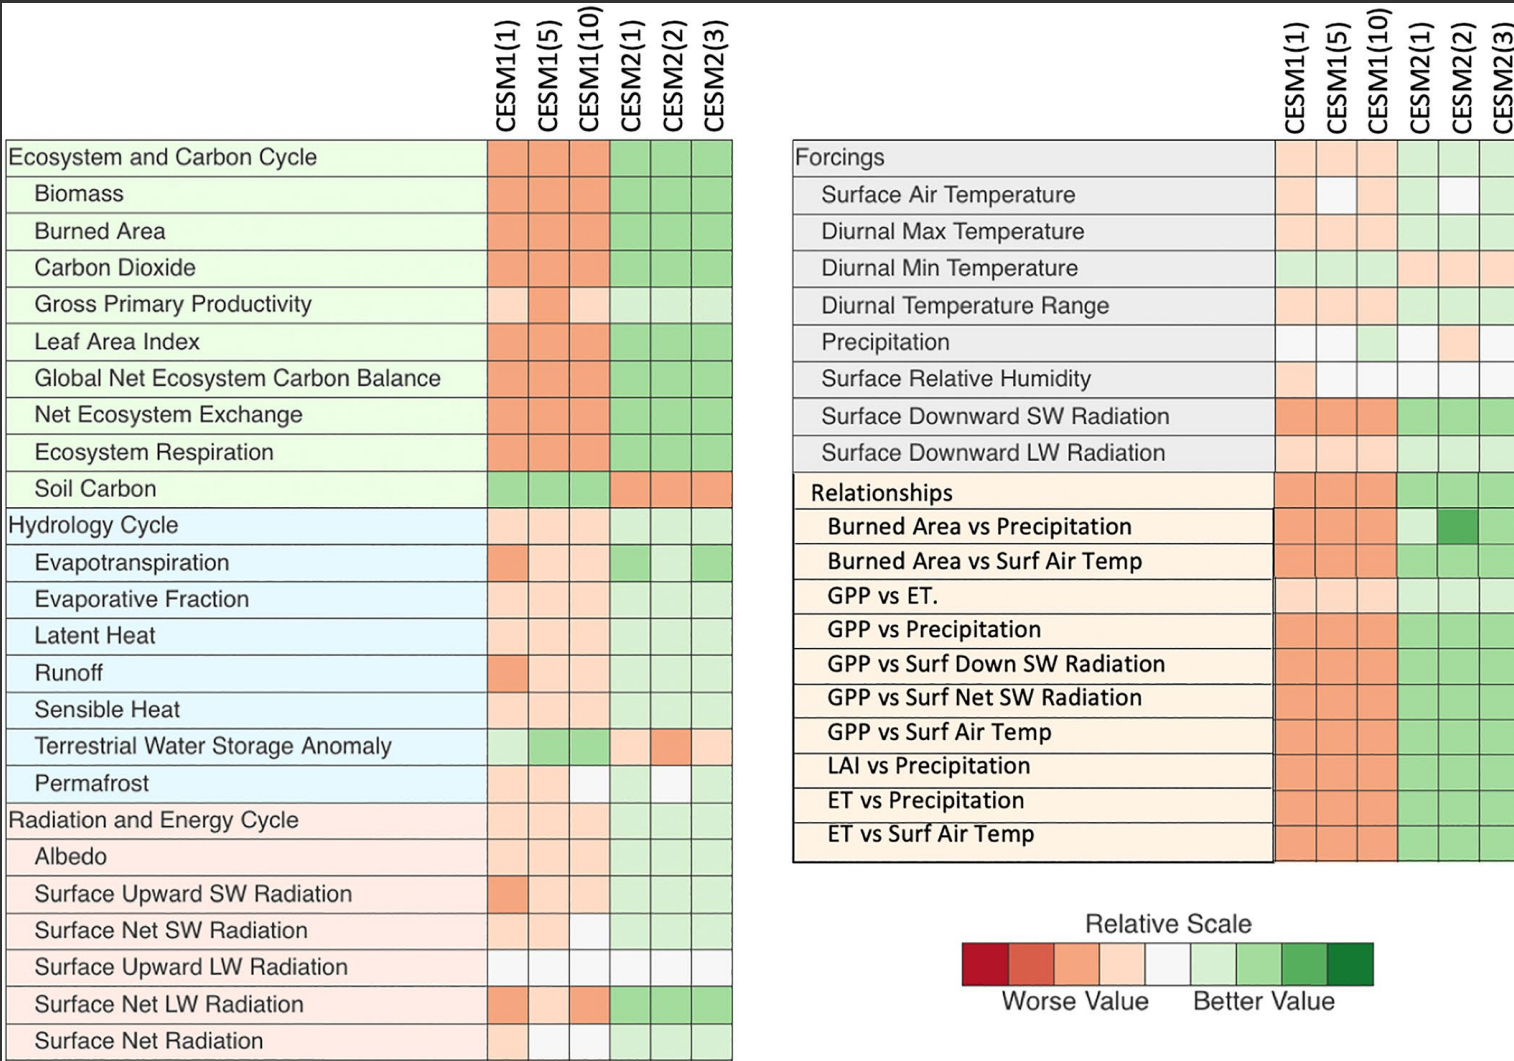 CESM1(1)
CESM1(5)
CESM1(10)
CESM2(1)
CESM2(2)
CESM2(3)
Ecosystem and Carbon Cycle
Biomass
Burned Area
Carbon Dioxide
Gross Primary Productivity
Leaf Area Index
Global Net Ecosystem Carbon Balance
Net Ecosystem Exchange
Ecosystem Respiration
Soil Carbon
Hydrology Cycle
Evapotranspiration
Evaporative Fraction
Latent Heat
Runoff
Sensible Heat
Terrestrial Water Storage Anomaly
Permafrost
Radiation and Energy Cycle
Albedo
Surface Upward SW Radiation
Surface Net SW Radiation
Surface Upward LW Radiation
Surface Net LW Radiation
Surface Net Radiation
CESM1(1)
CESM1(5)
CESM1(10)
CESM2(1)
CESM2(2)
CESM2(3)
Forcings
Surface Air Temperature
Diurnal Max Temperature
Diurnal Min Temperature
Diurnal Temperature Range
Precipitation
Surface Relative Humidity
Surface Downward SW Radiation
Surface Downward LW Radiation
Relationships
Burned Area vs Precipitation
Burned Area vs Surf Air Temp
GPP vs ET.
GPP vs Precipitation
GPP vs Surf Down SW Radiation
GPP vs Surf Net SW Radiation
GPP vs Surf Air Temp
LAI vs Precipitation
ET vs Precipitation
ET vs Surf Air Temp
Relative Scale
Worse Value Better Value